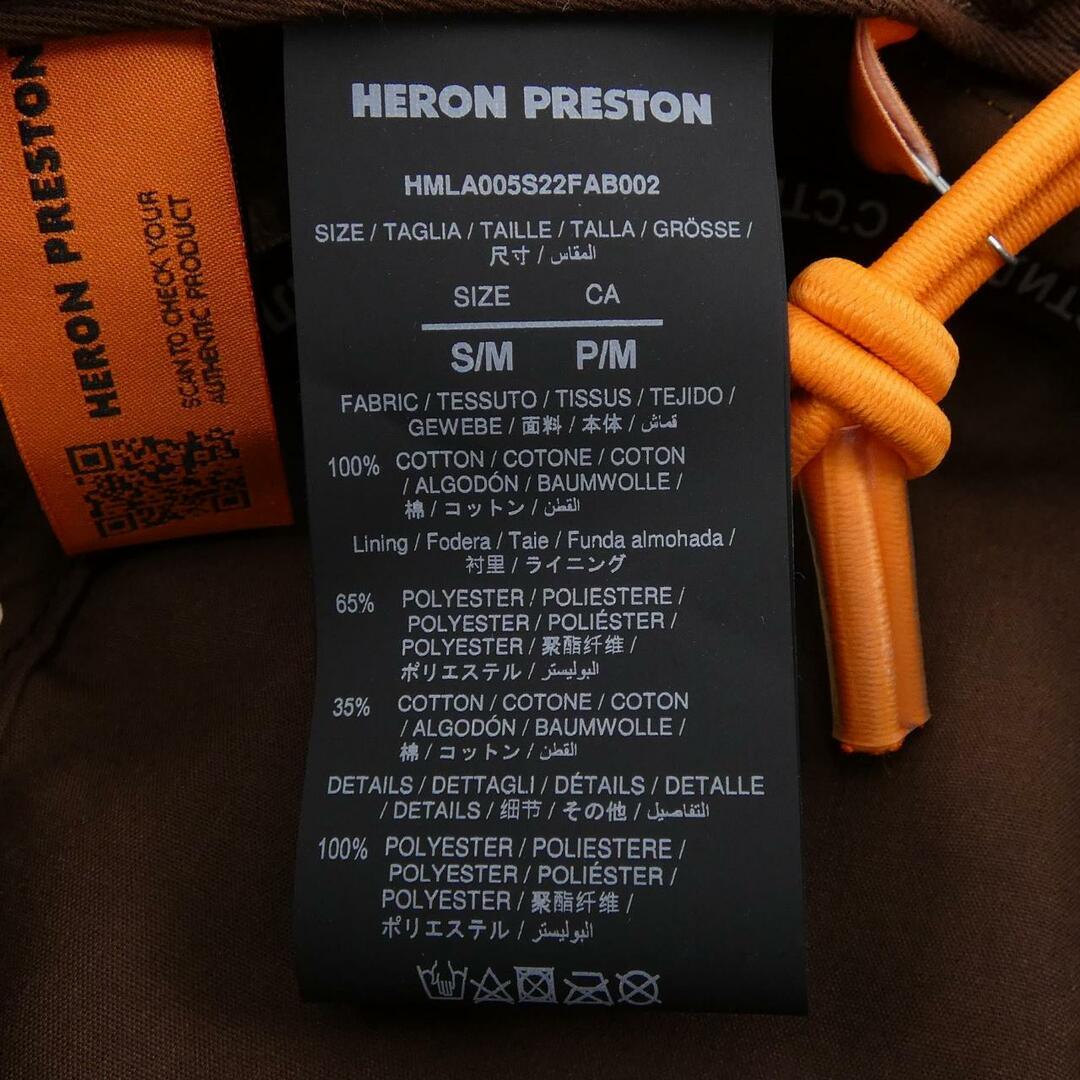 HERON PRESTON
SCAN TO CHECK YOUR
AUTHENTIC PRODUCT
HERON PRESTON
HMLA005S22FAB002
SIZE / TAGLIA / TAILLE / TALLA / GRÖSSE /
尺寸 / المقاس
SIZE CA
S/M P/M
FABRIC / TESSUTO / TISSUS / TEJIDO /
GEWEBE / 面料 / 本体 / قماش
100% COTTON / COTONE / COTON
/ ALGODÓN / BAUMWOLLE /
棉 / コットン / القطن
Lining / Fodera / Taie / Funda almohada /
衬里 / ライニング
65% POLYESTER / POLIESTERE /
POLYESTER / POLIÉSTER /
POLYESTER / 聚酯纤维 /
ポリエステル / البوليستر
35% COTTON / COTONE / COTON
/ ALGODÓN / BAUMWOLLE /
棉 / コットン / القطن
DETAILS / DETTAGLI / DÉTAILS / DETALLE
/ DETAILS / 细节 / その他 / التفاصيل
100% POLYESTER / POLIESTERE /
POLYESTER / POLIÉSTER /
POLYESTER / 聚酯纤维 /
ポリエステル / البوليستر